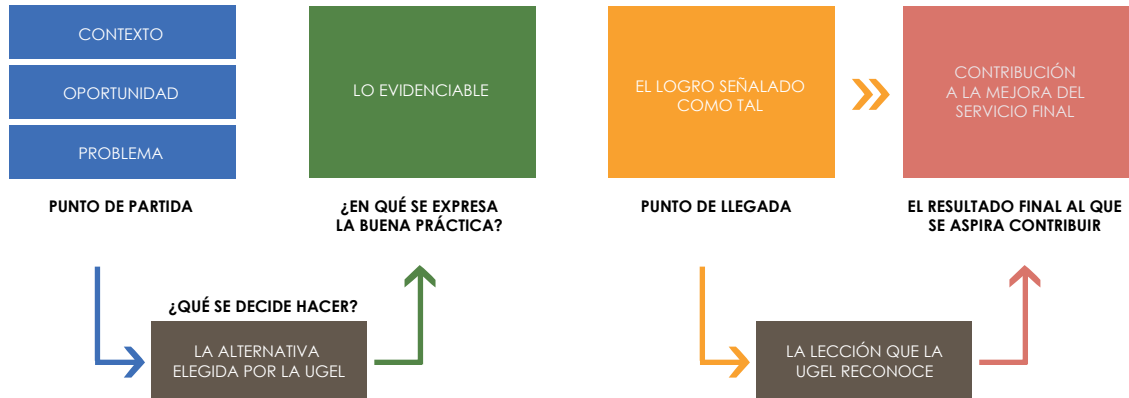 CONTEXTO
OPORTUNIDAD
PROBLEMA
PUNTO DE PARTIDA
LO EVIDENCIABLE
¿EN QUÉ SE EXPRESA
LA BUENA PRÁCTICA?
¿QUÉ SE DECIDE HACER?
LA ALTERNATIVA
ELEGIDA POR LA UGEL
EL LOGRO SEÑALADO
COMO TAL
PUNTO DE LLEGADA
CONTRIBUCIÓN
A LA MEJORA DEL
SERVICIO FINAL
EL RESULTADO FINAL AL QUE
SE ASPIRA CONTRIBUIR
LA LECCIÓN QUE LA
UGEL RECONOCE